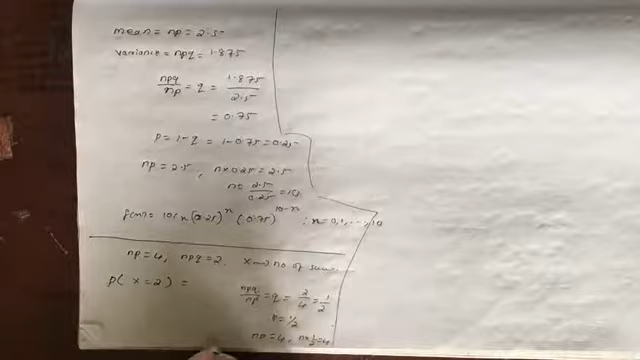 mean = np = 2.5
variance = npq = 1.875
npq/np = q = 1.875/2.5
= 0.75
p = 1-q = 1-0.75 = 0.25
np = 2.5, n×0.25 = 2.5
n = 2.5/0.25 = 10
f(x) = 10Cx (0.25)^x (0.75)^10-x ; x = 0,1,...,10
np = 4, npq = 2. x → no of
p(x=2) =
npq/np = q = 2/4 = 1/2
p = 1/2
np = 4, n×1/2 = 4